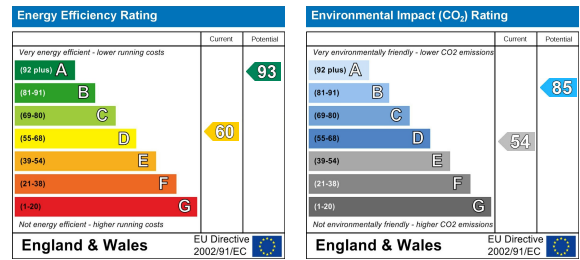 Energy Efficiency Rating
Current Potential
Very energy efficient - lower running costs
(92 plus) A
(81-91) B
(69-80) C
(55-68) D
(39-54) E
(21-38) F
(1-20) G
93
60
Not energy efficient - higher running costs
England & Wales
EU Directive
2002/91/EC
Environmental Impact (CO₂) Rating
Current Potential
Very environmentally friendly - lower CO2 emissions
(92 plus) A
(81-91) B
(69-80) C
(55-68) D
(39-54) E
(21-38) F
(1-20) G
85
54
Not environmentally friendly - higher CO2 emissions
England & Wales
EU Directive
2002/91/EC